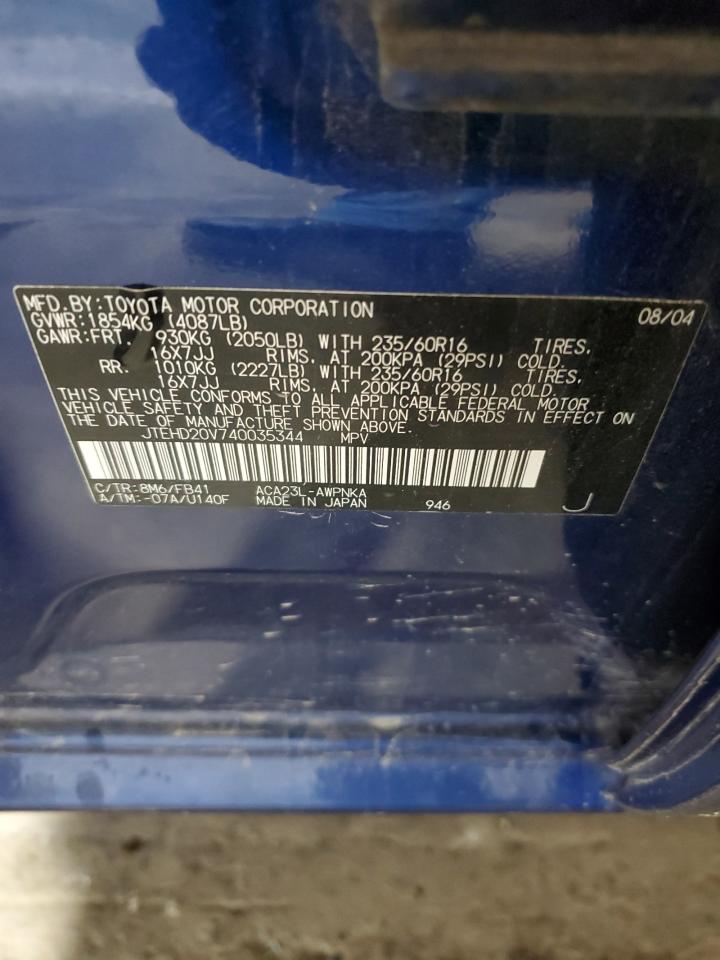 MFD.BY:TOYOTA MOTOR CORPORATION 08/04
GVWR:1854KG (4087LB)
GAWR:FRT. 930KG (2050LB) WITH 235/60R16 TIRES,
16X7JJ RIMS, AT 200KPA (29PSI) COLD.
RR. 1010KG (2227LB) WITH 235/60R16 TIRES,
16X7JJ RIMS, AT 200KPA (29PSI) COLD.
THIS VEHICLE CONFORMS TO ALL APPLICABLE FEDERAL MOTOR
VEHICLE SAFETY AND THEFT PREVENTION STANDARDS IN EFFECT ON
THE DATE OF MANUFACTURE SHOWN ABOVE.
JTEHD20V740035344 MPV
C/TR:8M6/FB41 ACA23L-AWPNKA
A/TM:-07A/U140F MADE IN JAPAN 946 J